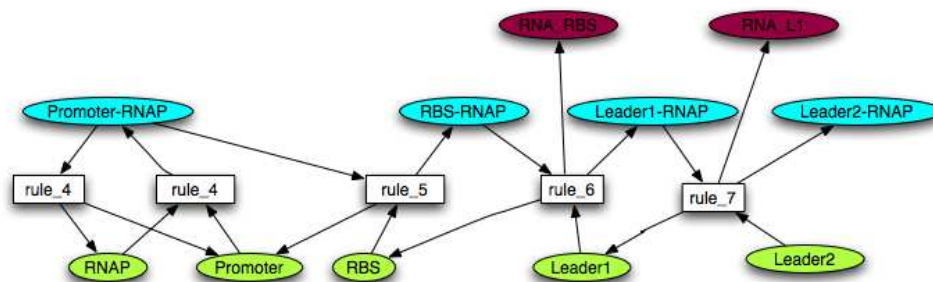 RNA_RBS RNA_L1
Promoter-RNAP RBS-RNAP Leader1-RNAP Leader2-RNAP
rule_4 rule_4 rule_5 rule_6 rule_7
RNAP Promoter RBS Leader1 Leader2